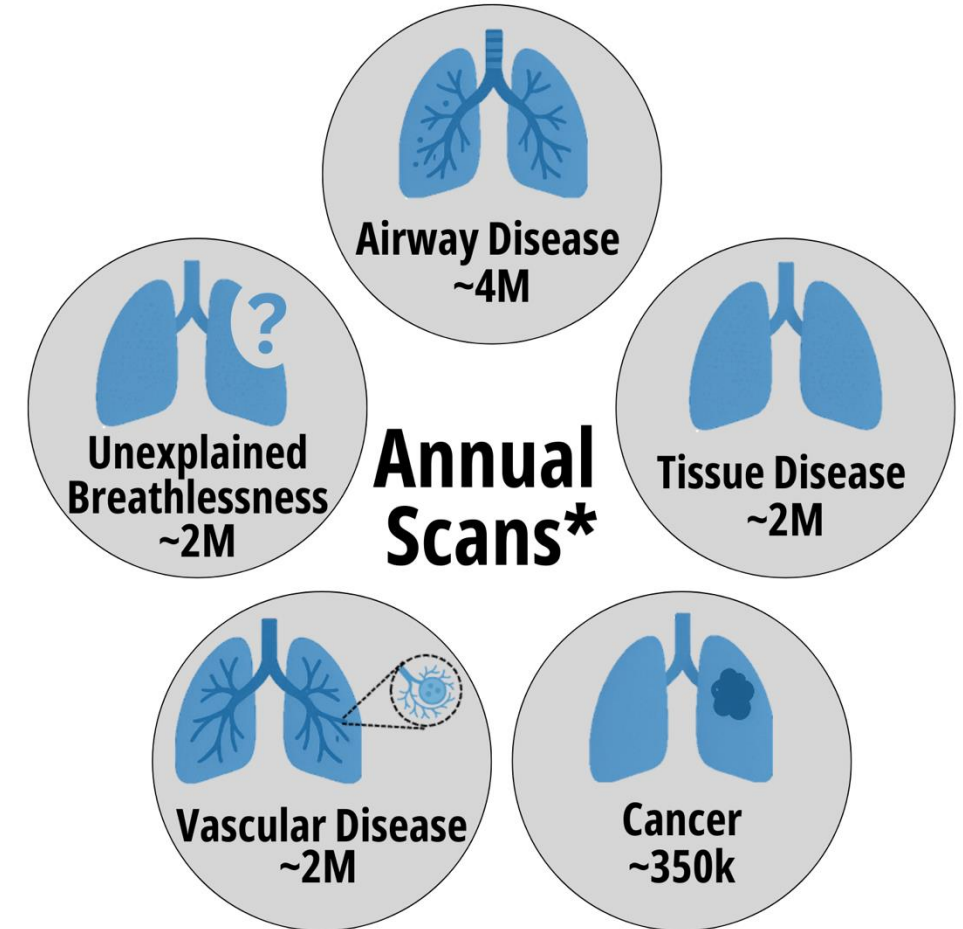 Airway Disease
~4M
?
Unexplained
Breathlessness
~2M
Annual
Scans*
Tissue Disease
~2M
Vascular Disease
~2M
Cancer
~350k